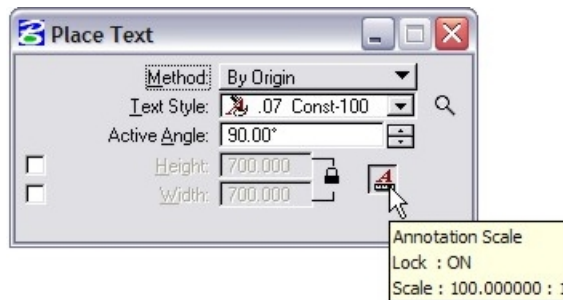 Place Text
Method: By Origin
Text Style: .07 Const-100
Active Angle: 90.00°
Height: 700.000
Width: 700.000
A
Annotation Scale
Lock : ON
Scale : 100.000000 : 1